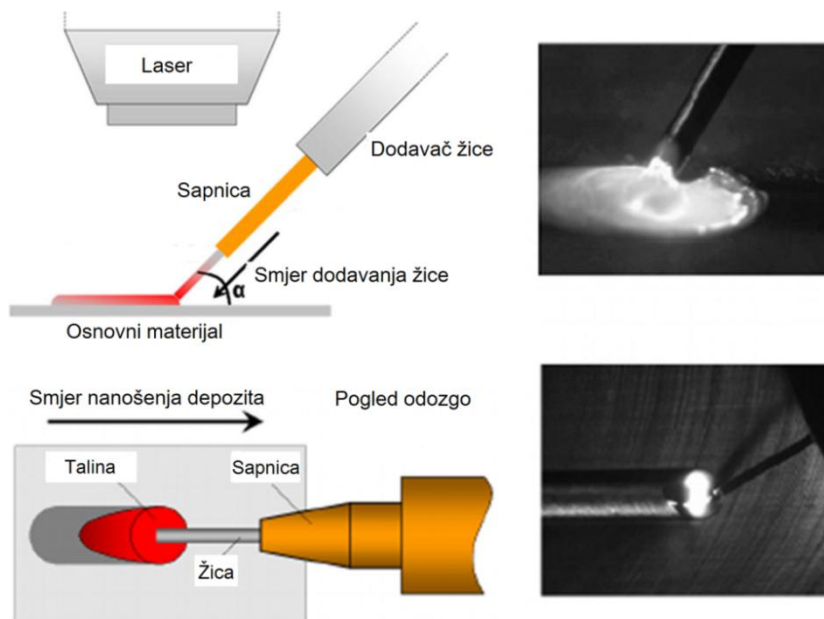 Laser
Dodavač žice
Sapnica
Smjer dodavanja žice
α
Osnovni materijal
Smjer nanošenja depozita
Pogled odozgo
Talina
Sapnica
Žica